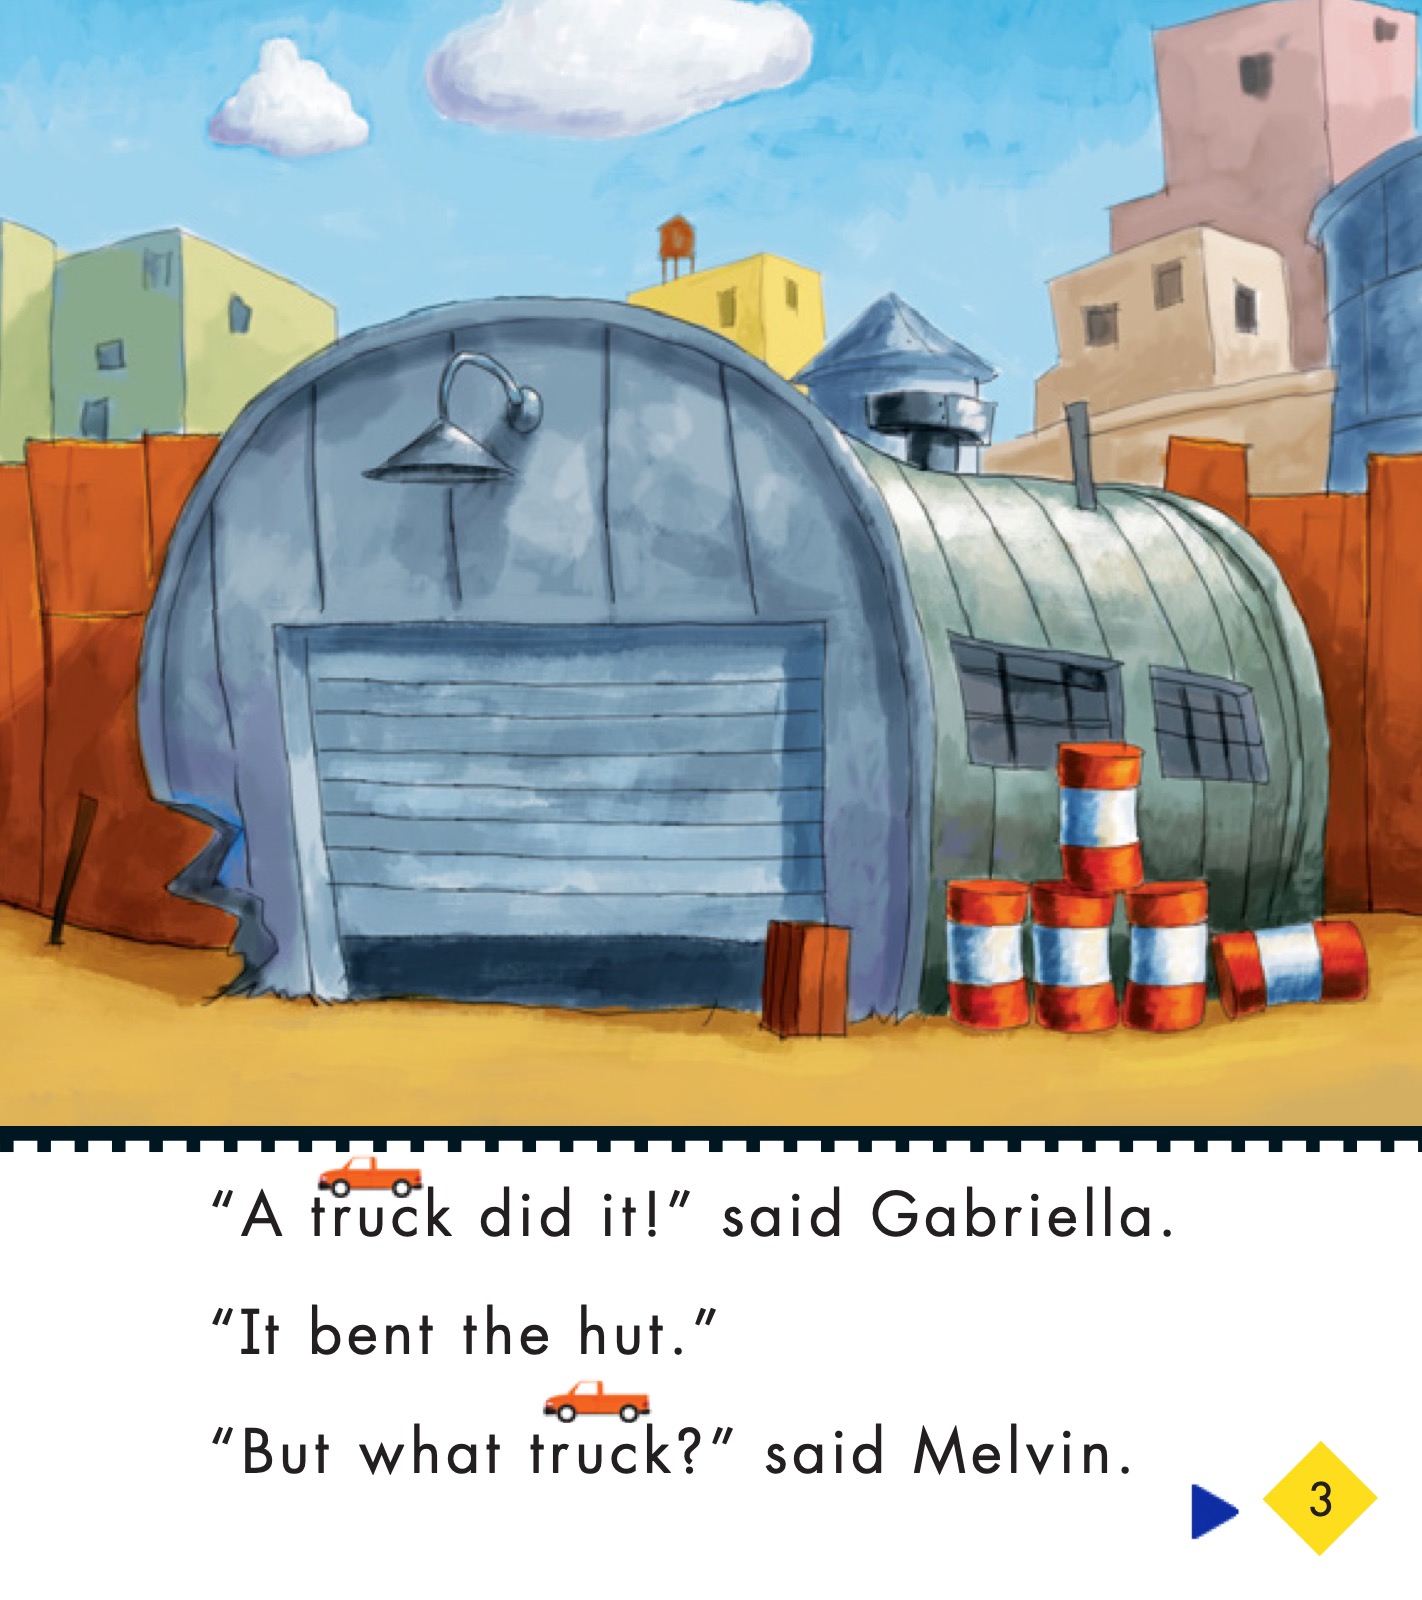 “A truck did it!” said Gabriella.
“It bent the hut.”
“But what truck?” said Melvin.
3